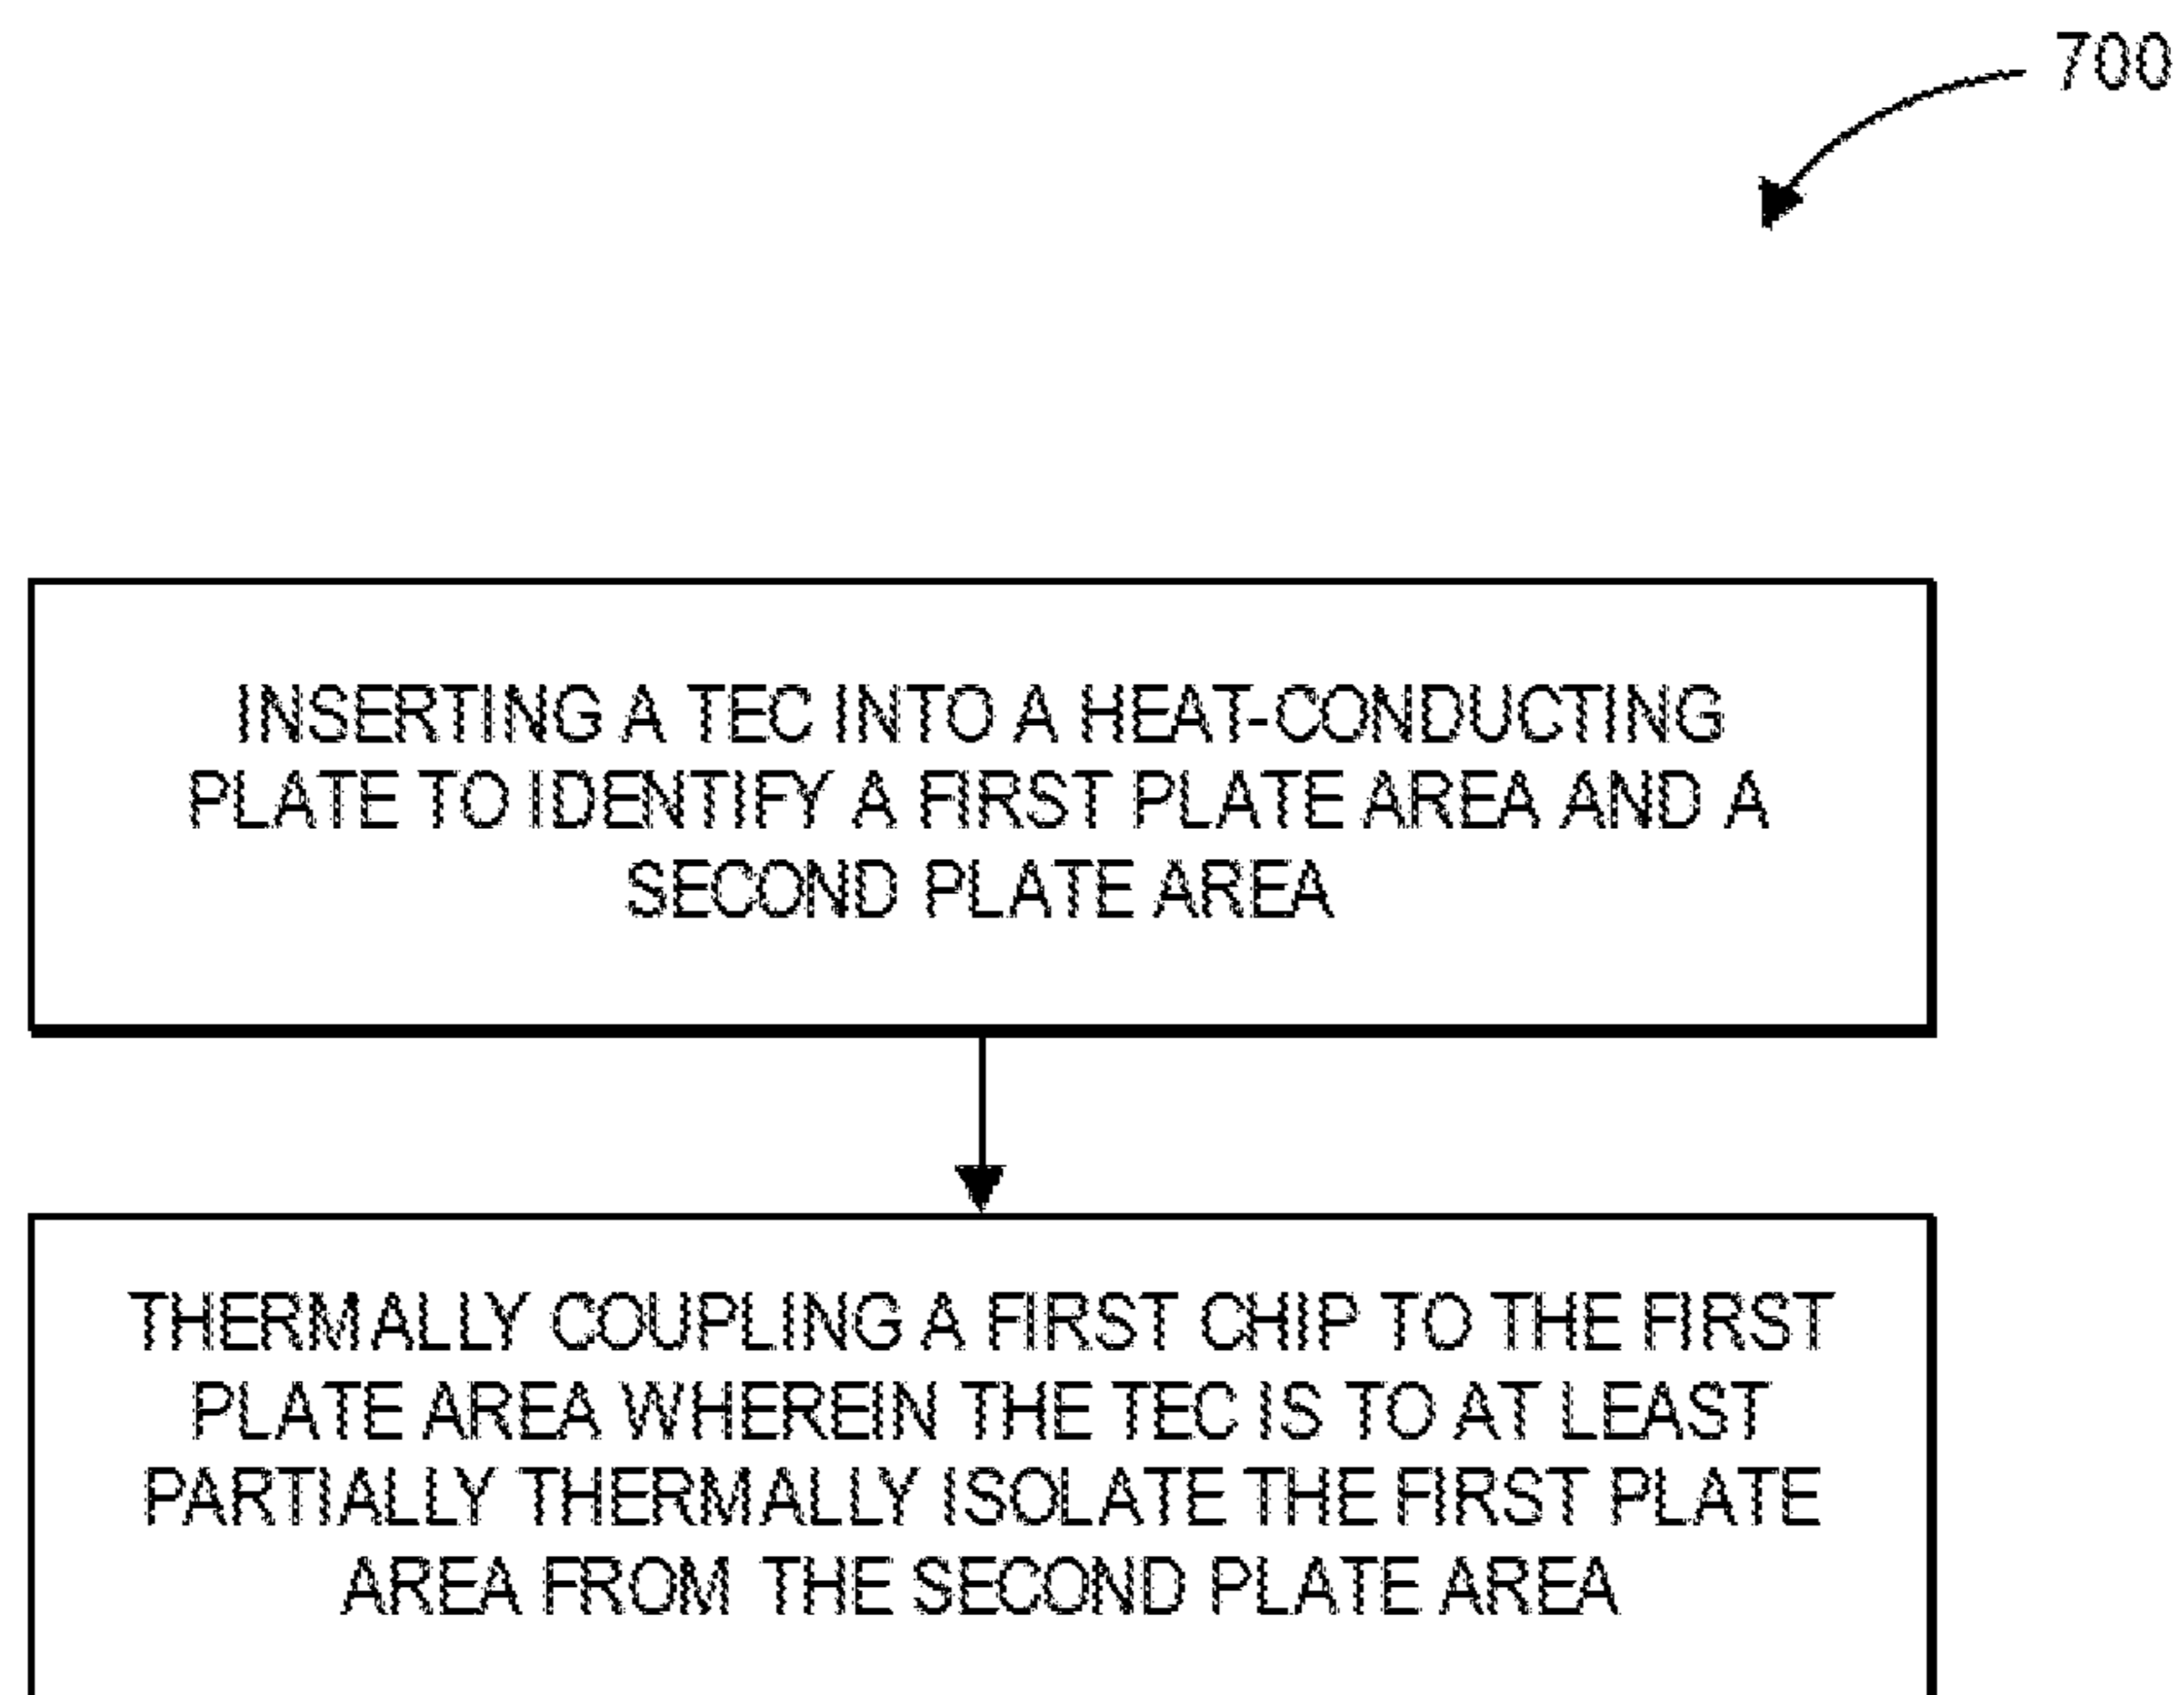 700
INSERTING A TEC INTO A HEAT-CONDUCTING
PLATE TO IDENTIFY A FIRST PLATE AREA AND A
SECOND PLATE AREA
THERMALLY COUPLING A FIRST CHIP TO THE FIRST
PLATE AREA WHEREIN THE TEC IS TO AT LEAST
PARTIALLY THERMALLY ISOLATE THE FIRST PLATE
AREA FROM THE SECOND PLATE AREA